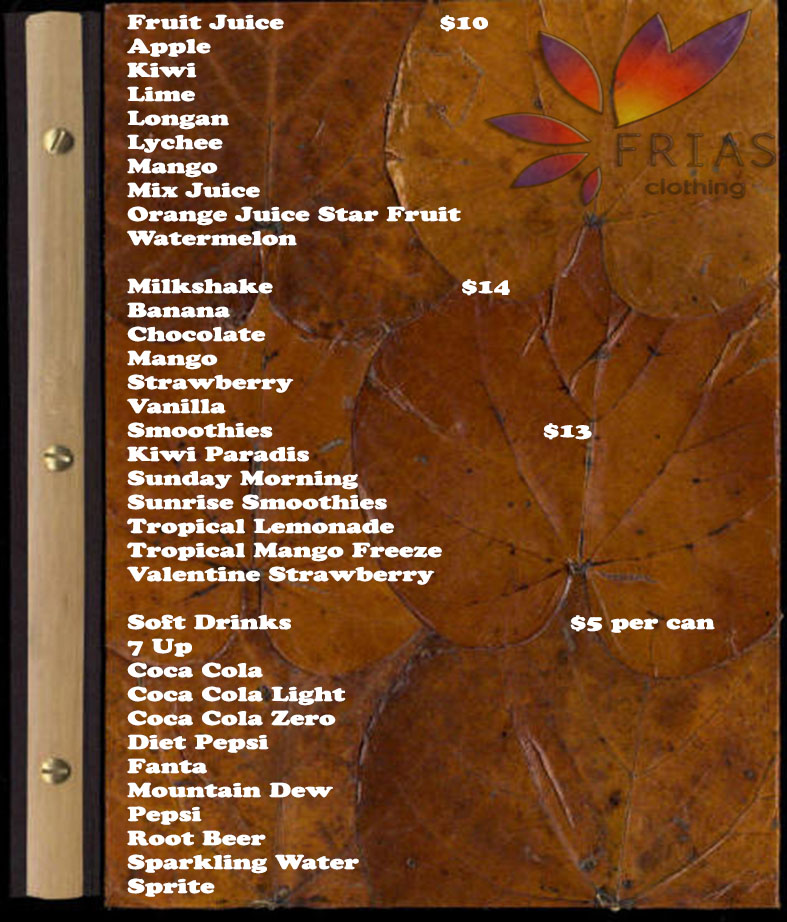 Fruit Juice $10
Apple
Kiwi
Lime
Longan
Lychee
Mango
Mix Juice
Orange Juice Star Fruit
Watermelon
FRIAS
clothing
Milkshake $14
Banana
Chocolate
Mango
Strawberry
Vanilla
Smoothies $13
Kiwi Paradis
Sunday Morning
Sunrise Smoothies
Tropical Lemonade
Tropical Mango Freeze
Valentine Strawberry
Soft Drinks $5 per can
7 Up
Coca Cola
Coca Cola Light
Coca Cola Zero
Diet Pepsi
Fanta
Mountain Dew
Pepsi
Root Beer
Sparkling Water
Sprite